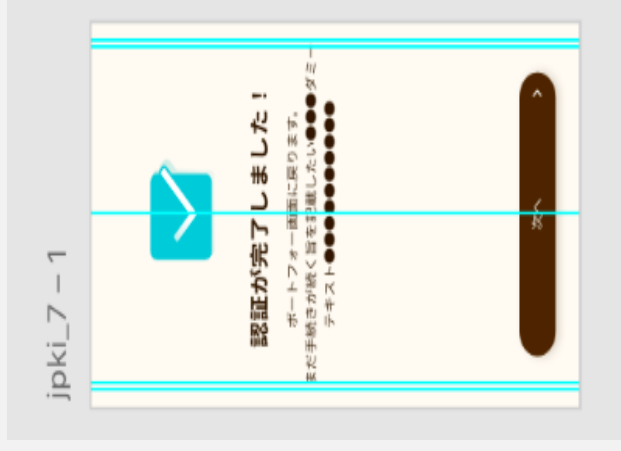 jpki_7－1
認証が完了しました！
ポートフォー画面に戻ります。
まだ手続きが続く旨を記載したい●●●ダミー
テキスト●●●●●●●●●●●●
次へ